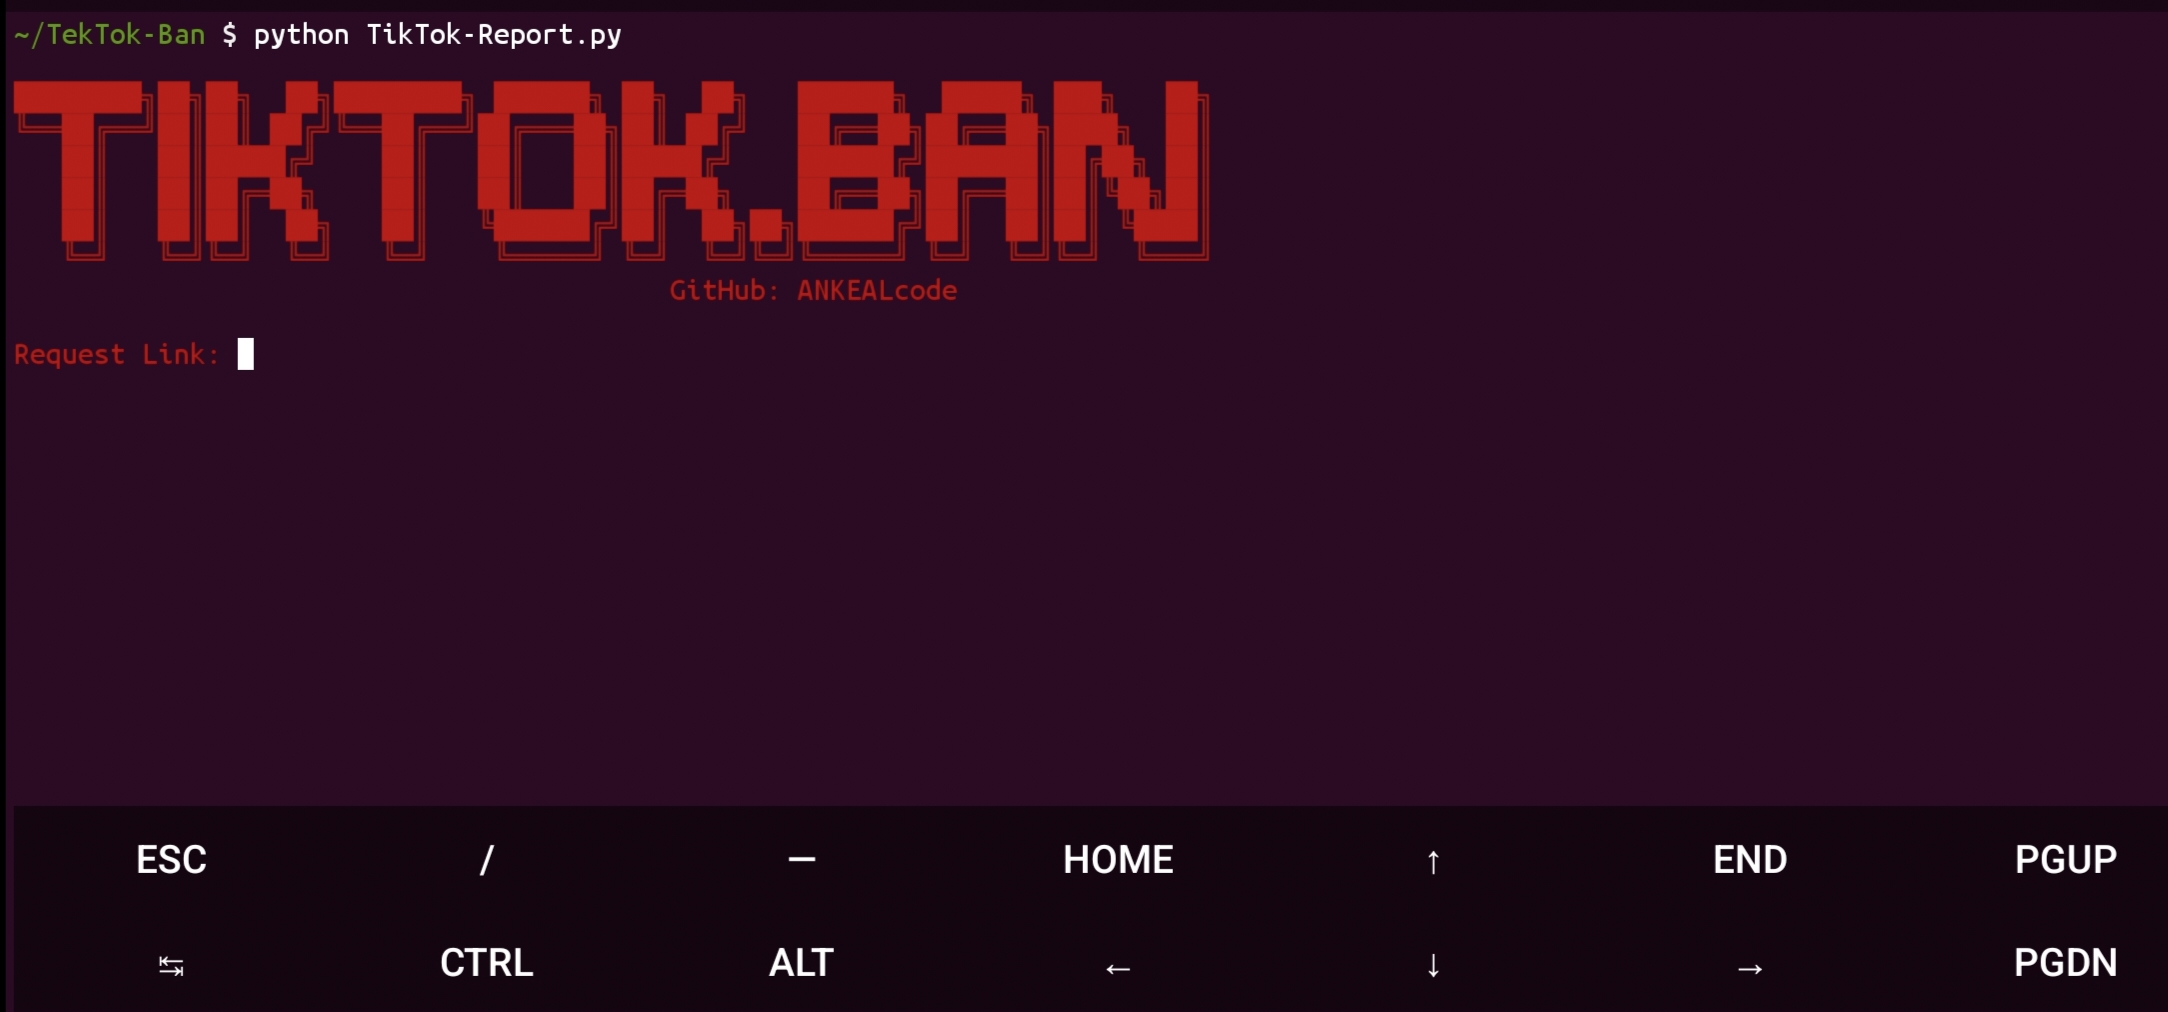 ~/TekTok-Ban $ python TikTok-Report.py
TIKTOK.BAN
GitHub: ANKEALcode
Request Link:
ESC / — HOME ↑ END PGUP
↹ CTRL ALT ← ↓ → PGDN